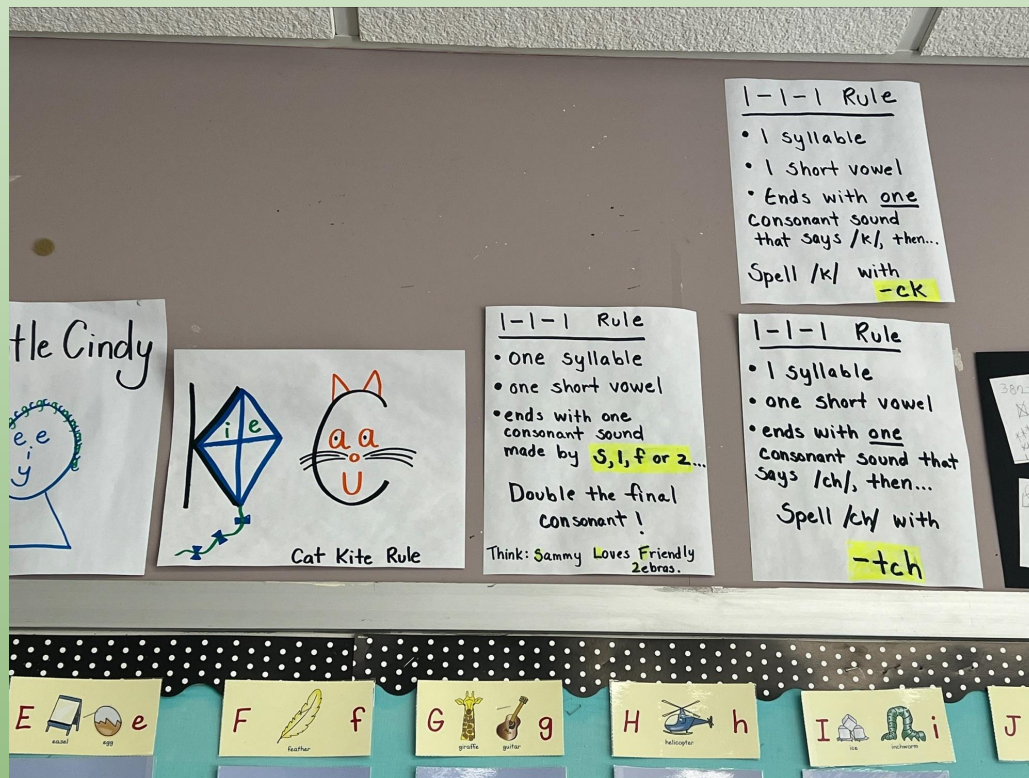 1-1-1 Rule
• 1 syllable
• 1 short vowel
• Ends with one
consonant sound
that says /k/, then...
Spell /k/ with
-ck
Cindy
e e
i
y
K i e
C a a
o
u
Cat Kite Rule
1-1-1 Rule
• one syllable
• one short vowel
• ends with one
consonant sound
made by s, l, f or z...
Double the final
consonant!
Think: Sammy Loves Friendly
Zebras.
1-1-1 Rule
• 1 syllable
• one short vowel
• ends with one
consonant sound that
says /ch/, then...
Spell /ch/ with
-tch
E e
easel egg
F f
feather
G g
giraffe guitar
H h
helicopter
I i
ice inchworm
J